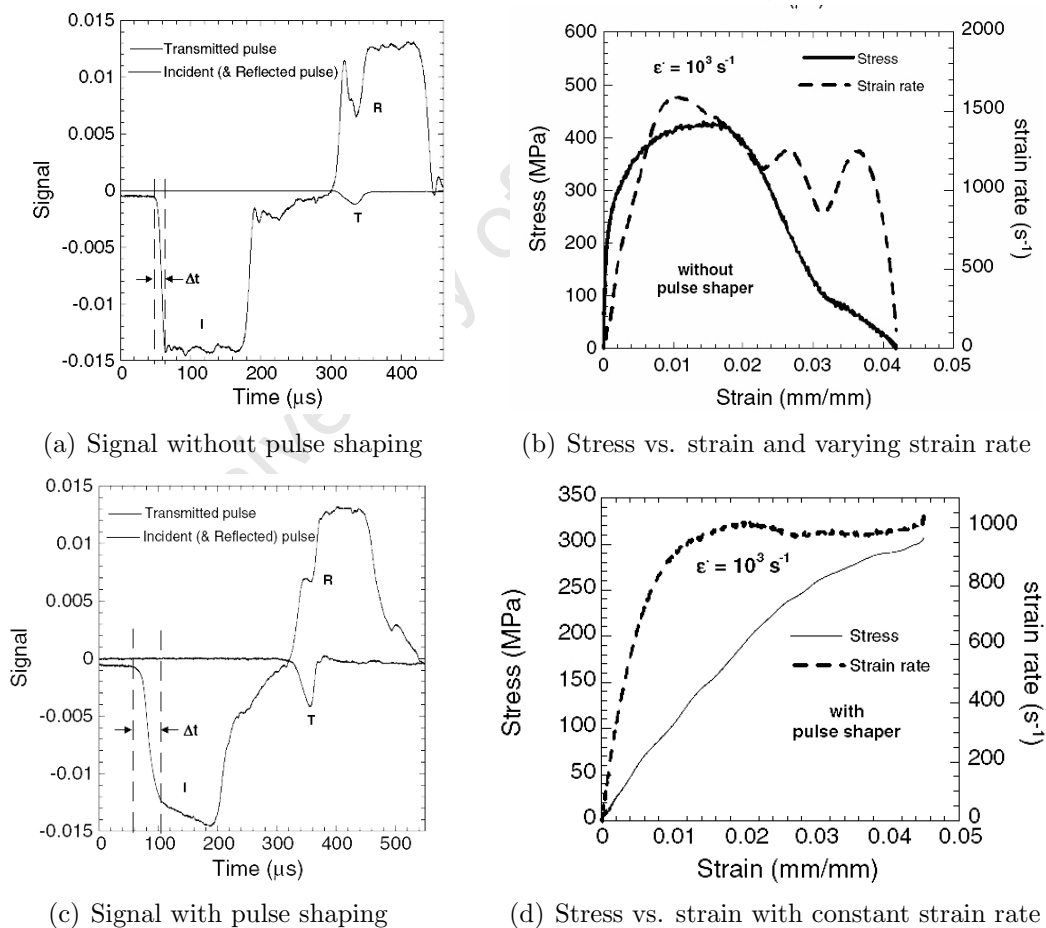 0.015
0.01
0.005
0
-0.005
-0.01
-0.015
Signal
Transmitted pulse
Incident (& Reflected pulse)
R
T
Δt
I
0 100 200 300 400
Time (μs)
(a) Signal without pulse shaping
600
500
400
300
200
100
0
Stress (MPa)
ε· = 10³ s⁻¹
Stress
Strain rate
without
pulse shaper
2000
1500
1000
500
0
strain rate (s⁻¹)
0 0.01 0.02 0.03 0.04 0.05
Strain (mm/mm)
(b) Stress vs. strain and varying strain rate
0.015
0.01
0.005
0
-0.005
-0.01
-0.015
Signal
Transmitted pulse
Incident (& Reflected) pulse
R
T
Δt
I
0 100 200 300 400 500
Time (μs)
(c) Signal with pulse shaping
350
300
250
200
150
100
50
0
Stress (MPa)
ε· = 10³ s⁻¹
Stress
Strain rate
with
pulse shaper
1000
800
600
400
200
0
strain rate (s⁻¹)
0 0.01 0.02 0.03 0.04 0.05
Strain (mm/mm)
(d) Stress vs. strain with constant strain rate